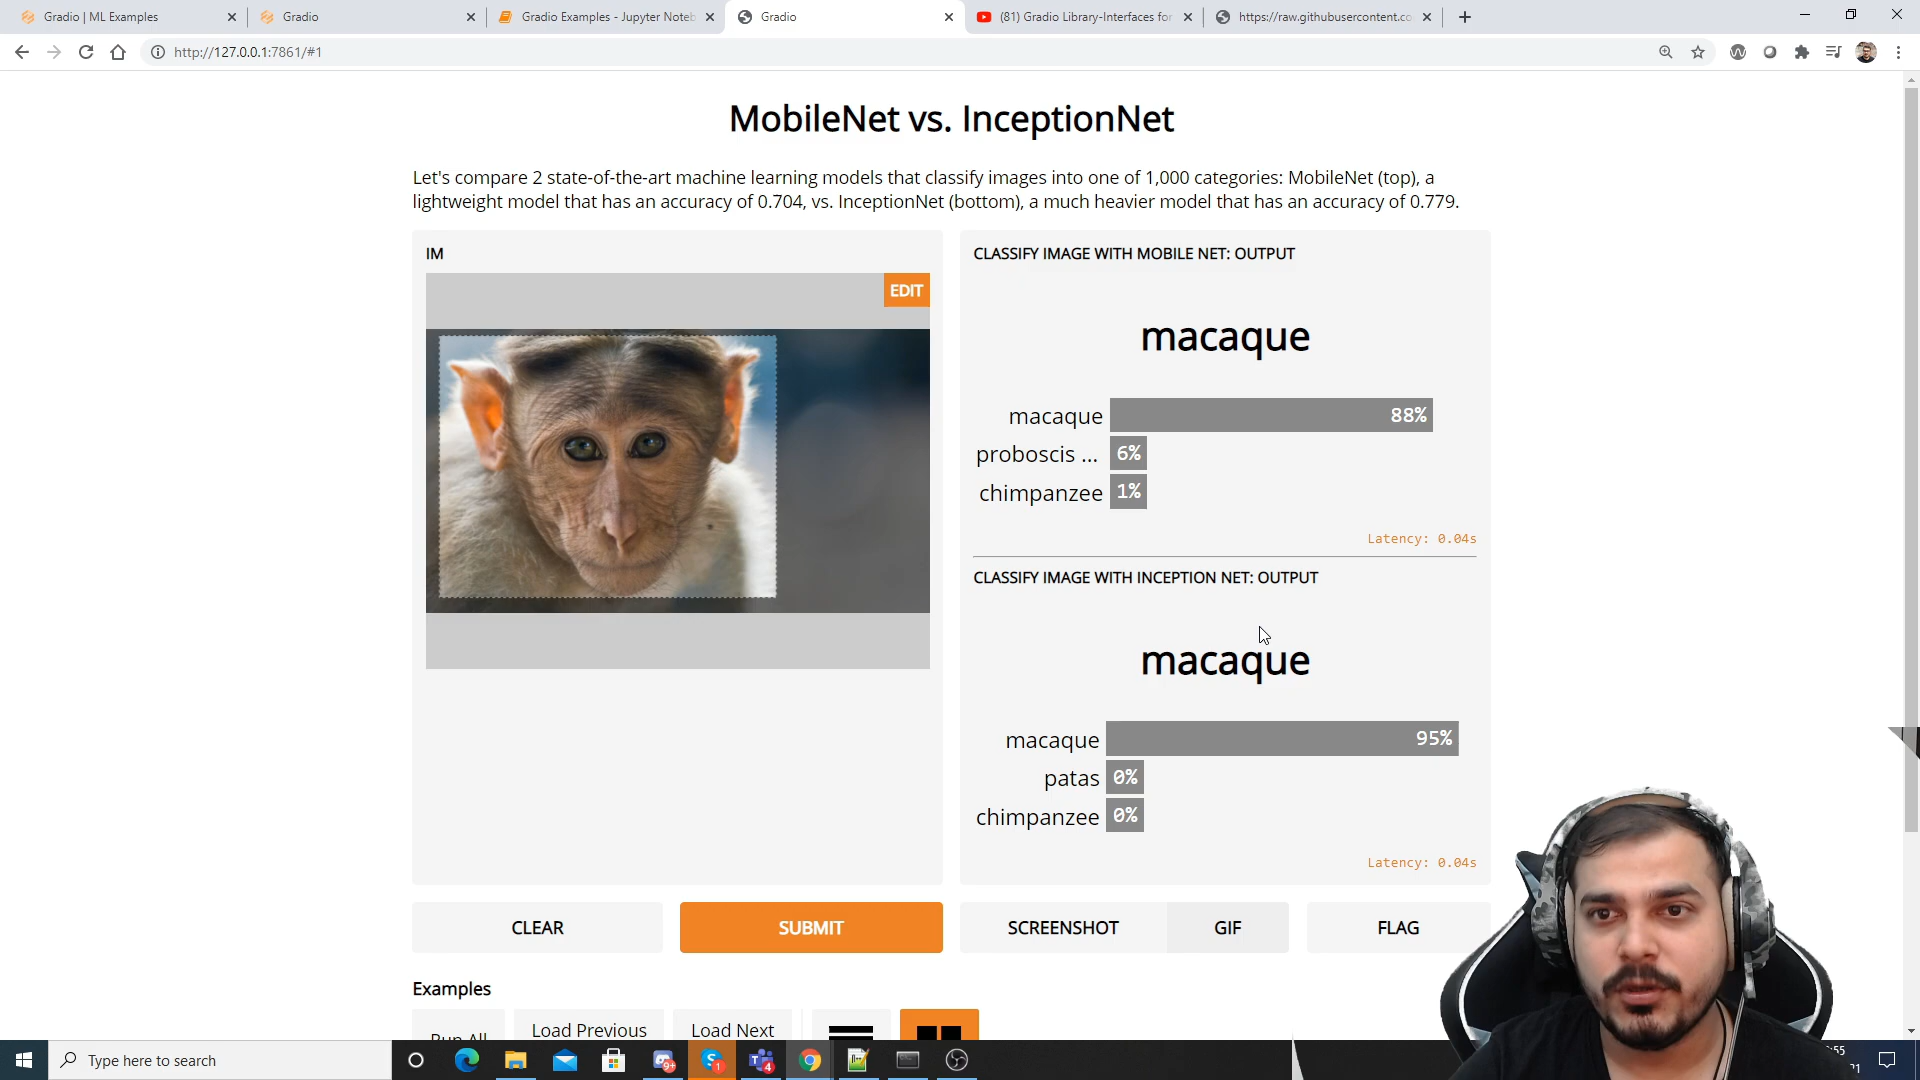 Gradio | ML Examples
Gradio
Gradio Examples - Jupyter Noteb
Gradio
(81) Gradio Library-Interfaces for
https://raw.githubusercontent.co
http://127.0.0.1:7861/#1
MobileNet vs. InceptionNet
Let's compare 2 state-of-the-art machine learning models that classify images into one of 1,000 categories: MobileNet (top), a
lightweight model that has an accuracy of 0.704, vs. InceptionNet (bottom), a much heavier model that has an accuracy of 0.779.
IM
EDIT
CLASSIFY IMAGE WITH MOBILE NET: OUTPUT
macaque
macaque 88%
proboscis ... 6%
chimpanzee 1%
Latency: 0.04s
CLASSIFY IMAGE WITH INCEPTION NET: OUTPUT
macaque
macaque 95%
patas 0%
chimpanzee 0%
Latency: 0.04s
CLEAR
SUBMIT
SCREENSHOT
GIF
FLAG
Examples
Run All
Load Previous
Load Next
Type here to search
9+
1
4